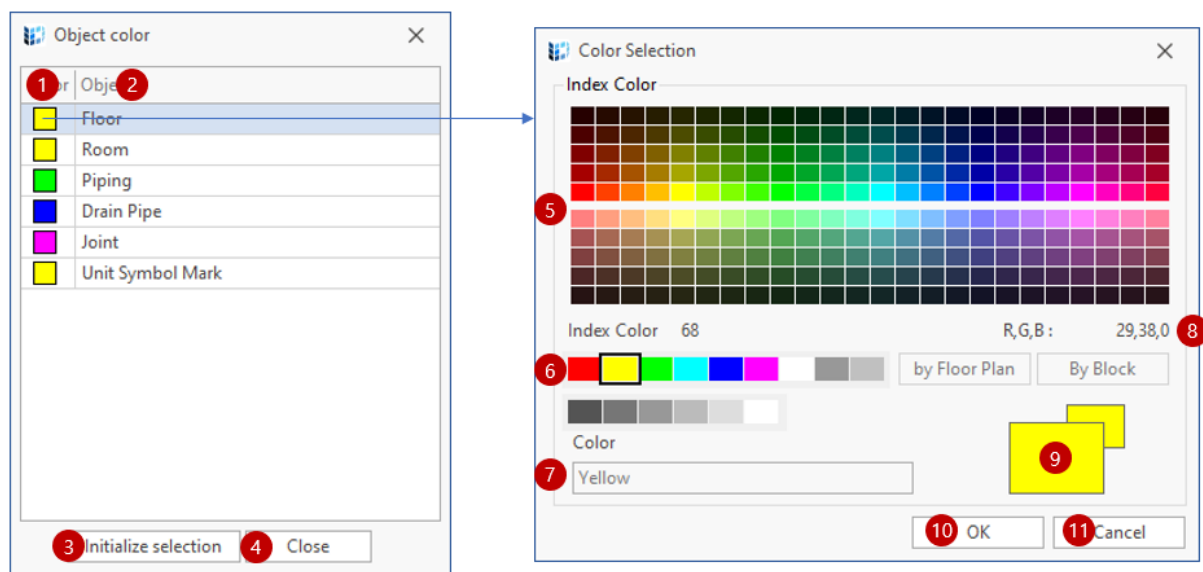 Object color
1 or Obje 2
Floor
Room
Piping
Drain Pipe
Joint
Unit Symbol Mark
3 Initialize selection
4 Close
Color Selection
Index Color
5
Index Color 68 R,G,B : 29,38,0 8
6 by Floor Plan By Block
Color
7 Yellow
9
10 OK
11 Cancel